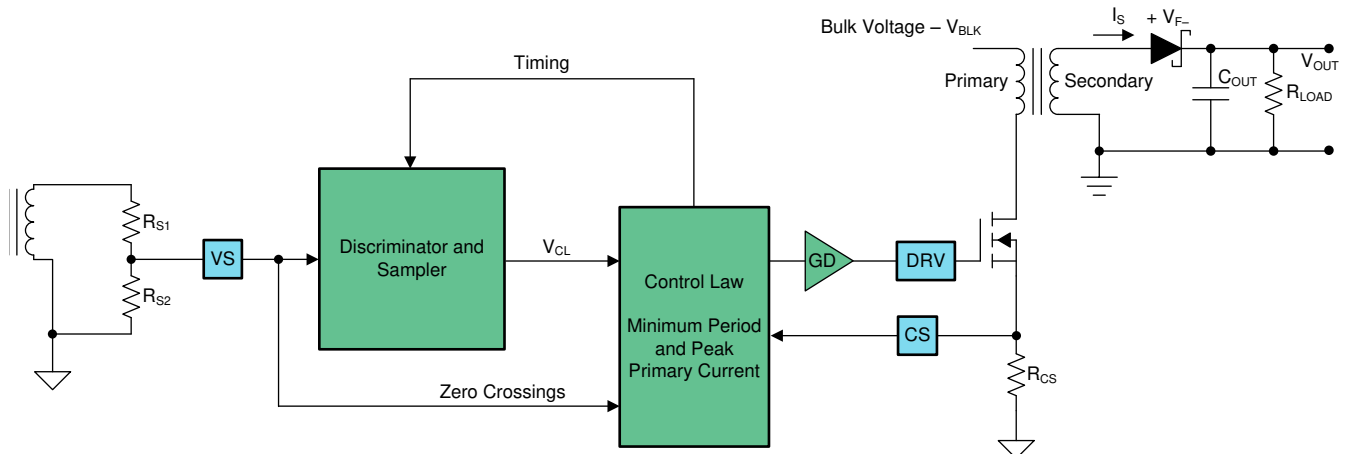 Bulk Voltage – VBLK
IS
+ VF–
Timing
Primary
Secondary
COUT
VOUT
RLOAD
RS1
VS
RS2
Discriminator and
Sampler
VCL
Control Law
Minimum Period
and Peak
Primary Current
GD
DRV
CS
RCS
Zero Crossings